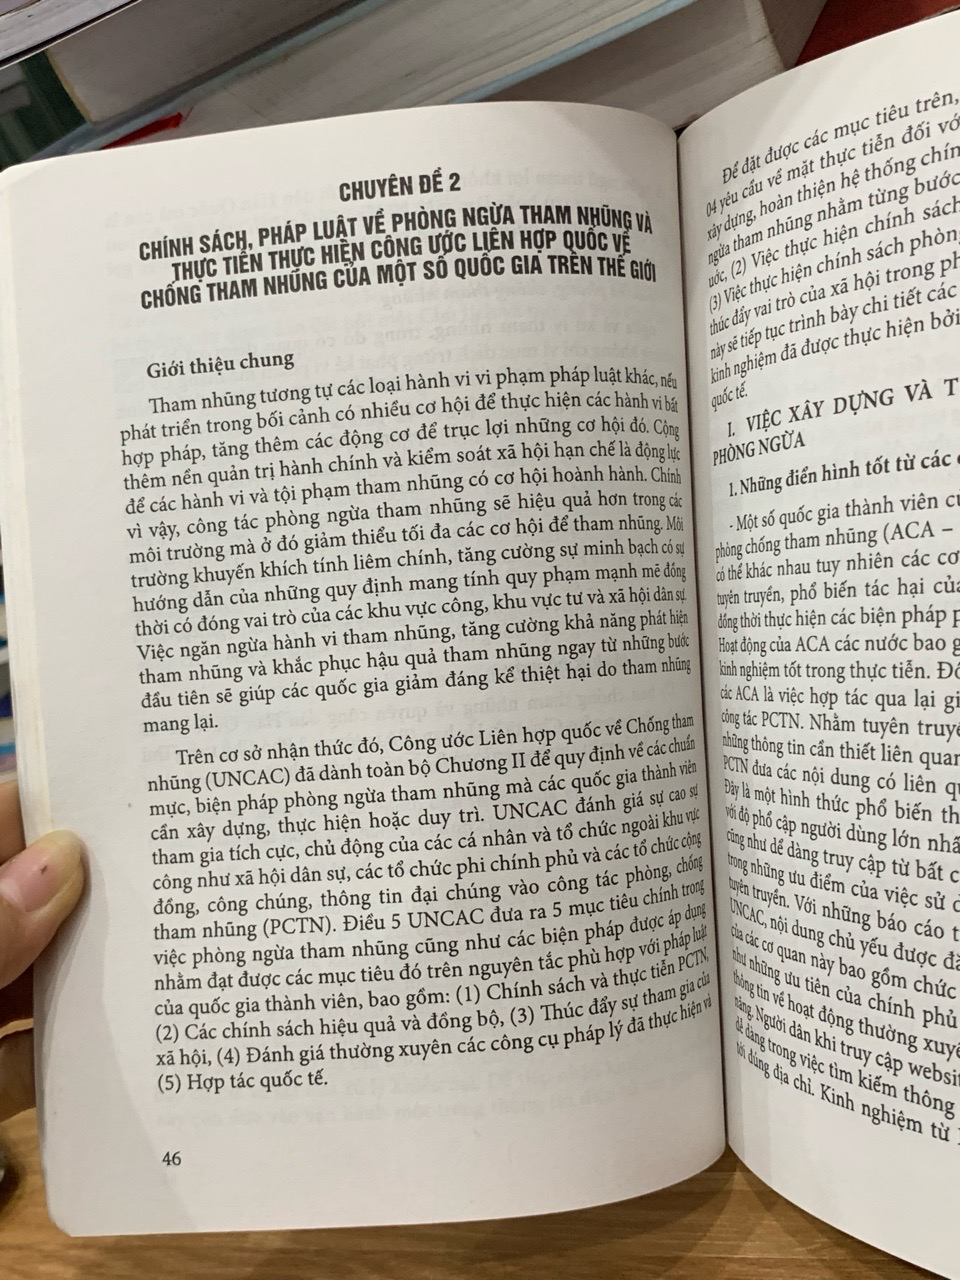 CHUYÊN ĐỀ 2
CHÍNH SÁCH, PHÁP LUẬT VỀ PHÒNG NGỪA THAM NHŨNG VÀ
THỰC TIỄN THỰC HIỆN CÔNG ƯỚC LIÊN HỢP QUỐC VỀ
CHỐNG THAM NHŨNG CỦA MỘT SỐ QUỐC GIA TRÊN THẾ GIỚI
Giới thiệu chung
Tham nhũng tương tự các loại hành vi vi phạm pháp luật khác, nếu
phát triển trong bối cảnh có nhiều cơ hội để thực hiện các hành vi bất
hợp pháp, tăng thêm các động cơ để trục lợi những cơ hội đó. Cộng
thêm nền quản trị hành chính và kiểm soát xã hội hạn chế là động lực
để các hành vi và tội phạm tham nhũng có cơ hội hoành hành. Chính
vì vậy, công tác phòng ngừa tham nhũng sẽ hiệu quả hơn trong các
môi trường mà ở đó giảm thiểu tối đa các cơ hội để tham nhũng. Môi
trường khuyến khích tính liêm chính, tăng cường sự minh bạch có sự
hướng dẫn của những quy định mang tính quy phạm mạnh mẽ đồng
thời có đóng vai trò của các khu vực công, khu vực tư và xã hội dân sự.
Việc ngăn ngừa hành vi tham nhũng, tăng cường khả năng phát hiện
tham nhũng và khắc phục hậu quả tham nhũng ngay từ những bước
đầu tiên sẽ giúp các quốc gia giảm đáng kể thiệt hại do tham nhũng
mang lại.
Trên cơ sở nhận thức đó, Công ước Liên hợp quốc về Chống tham
nhũng (UNCAC) đã dành toàn bộ Chương II để quy định về các chuẩn
mực, biện pháp phòng ngừa tham nhũng mà các quốc gia thành viên
cần xây dựng, thực hiện hoặc duy trì. UNCAC đánh giá sự cao sự
tham gia tích cực, chủ động của các cá nhân và tổ chức ngoài khu vực
công như xã hội dân sự, các tổ chức phi chính phủ và các tổ chức cộng
đồng, công chúng, thông tin đại chúng vào công tác phòng, chống
tham nhũng (PCTN). Điều 5 UNCAC đưa ra 5 mục tiêu chính trong
việc phòng ngừa tham nhũng cũng như các biện pháp được áp dụng
nhằm đạt được các mục tiêu đó trên nguyên tắc phù hợp với pháp luật
của quốc gia thành viên, bao gồm: (1) Chính sách và thực tiễn PCTN,
(2) Các chính sách hiệu quả và đồng bộ, (3) Thúc đẩy sự tham gia của
xã hội, (4) Đánh giá thường xuyên các công cụ pháp lý đã thực hiện và
(5) Hợp tác quốc tế.
46
Để đặt được các mục tiêu trên,
04 yêu cầu về mặt thực tiễn đối vớ
xây dựng, hoàn thiện hệ thống chín
ngừa tham nhũng nhằm từng bước
ước, (2) Việc thực hiện chính sách
(3) Việc thực hiện chính sách phòng
thúc đẩy vai trò của xã hội trong ph
này sẽ tiếp tục trình bày chi tiết các
kinh nghiệm đã được thực hiện bởi
quốc tế.
I. VIỆC XÂY DỰNG VÀ T
PHÒNG NGỪA
1. Những điển hình tốt từ các
- Một số quốc gia thành viên cu
phòng chống tham nhũng (ACA –
có thể khác nhau tuy nhiên các cơ
tuyên truyền, phổ biến tác hại của
đồng thời thực hiện các biện pháp p
Hoạt động của ACA các nước bao g
kinh nghiệm tốt trong thực tiễn. Đó
các ACA là việc hợp tác qua lại gi
công tác PCTN. Nhằm tuyên truyề
những thông tin cần thiết liên quan
PCTN đưa các nội dung có liên qu
Đây là một hình thức phổ biến th
với độ phổ cập người dùng lớn nhấ
cũng như dể dàng truy cập từ bất c
trong những ưu điểm của việc sử d
tuyên truyền. Với những báo cáo t
UNCAC, nội dung chủ yếu được đă
của các cơ quan này bao gồm chức
như những ưu tiên của chính phủ
thông tin về hoạt động thường xuyê
năng. Người dân khi truy cập websit
dễ dàng trong việc tìm kiếm thông
tới đúng địa chỉ. Kinh nghiệm từ